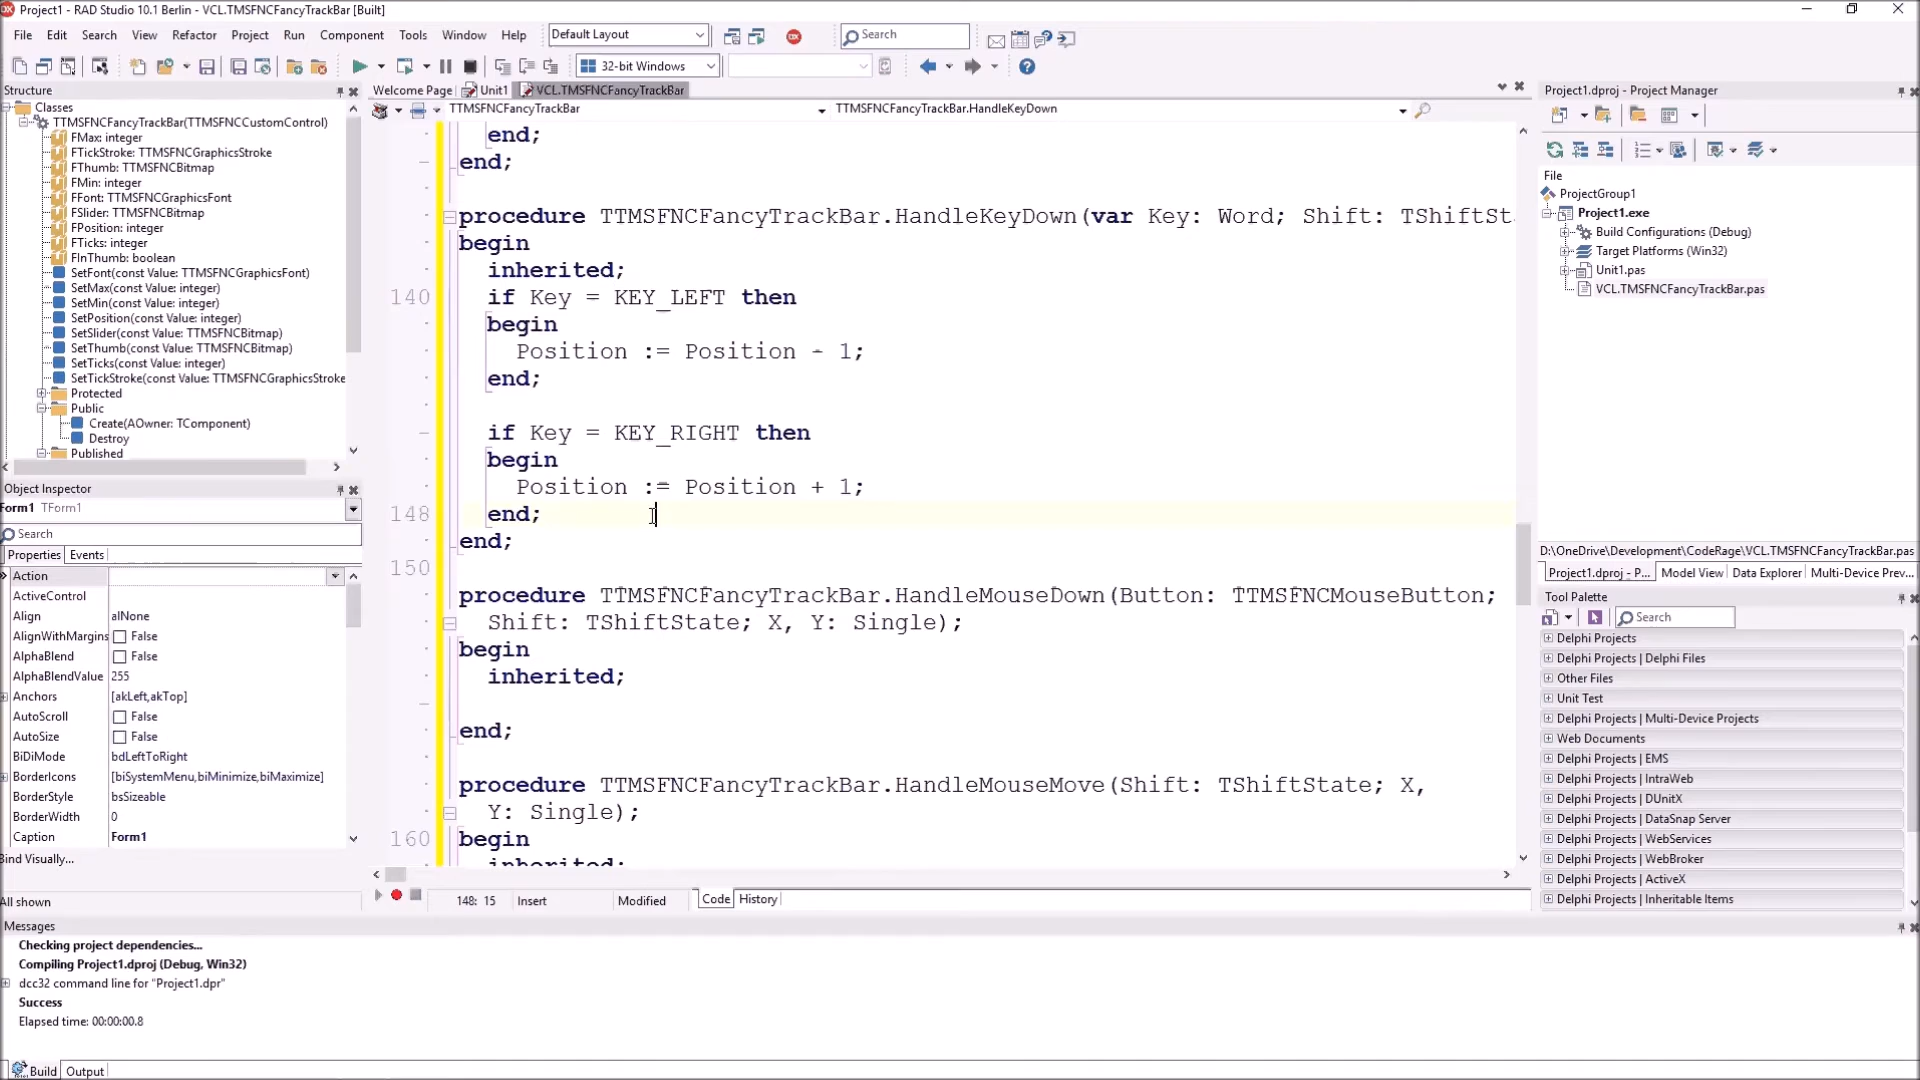 Project1 - RAD Studio 10.1 Berlin - VCL.TMSFNCFancyTrackBar [Built]
File Edit Search View Refactor Project Run Component Tools Window Help Default Layout Search
32-bit Windows
Structure
Classes
TTMSFNCFancyTrackBar(TTMSFNCCustomControl)
FMax: integer
FTickStroke: TTMSFNCGraphicsStroke
FThumb: TTMSFNCBitmap
FMin: integer
FFont: TTMSFNCGraphicsFont
FSlider: TTMSFNCBitmap
FPosition: integer
FTicks: integer
FInThumb: boolean
SetFont(const Value: TTMSFNCGraphicsFont)
SetMax(const Value: integer)
SetMin(const Value: integer)
SetPosition(const Value: integer)
SetSlider(const Value: TTMSFNCBitmap)
SetThumb(const Value: TTMSFNCBitmap)
SetTicks(const Value: integer)
SetTickStroke(const Value: TTMSFNCGraphicsStroke
Protected
Public
Create(AOwner: TComponent)
Destroy
Published
Object Inspector
Form1 TForm1
Search
Properties Events
Action
ActiveControl
Align alNone
AlignWithMargins False
AlphaBlend False
AlphaBlendValue 255
Anchors [akLeft,akTop]
AutoScroll False
AutoSize False
BiDiMode bdLeftToRight
BorderIcons [biSystemMenu,biMinimize,biMaximize]
BorderStyle bsSizeable
BorderWidth 0
Caption Form1
Bind Visually...
All shown
Welcome Page Unit1 VCL.TMSFNCFancyTrackBar
TTMSFNCFancyTrackBar TTMSFNCFancyTrackBar.HandleKeyDown
end;
end;
procedure TTMSFNCFancyTrackBar.HandleKeyDown(var Key: Word; Shift: TShiftSt
begin
inherited;
140 if Key = KEY_LEFT then
begin
Position := Position - 1;
end;
if Key = KEY_RIGHT then
begin
Position := Position + 1;
148 end;
end;
150
procedure TTMSFNCFancyTrackBar.HandleMouseDown(Button: TTMSFNCMouseButton;
Shift: TShiftState; X, Y: Single);
begin
inherited;
end;
procedure TTMSFNCFancyTrackBar.HandleMouseMove(Shift: TShiftState; X,
Y: Single);
160 begin
inherited;
148: 15 Insert Modified Code History
Project1.dproj - Project Manager
File
ProjectGroup1
Project1.exe
Build Configurations (Debug)
Target Platforms (Win32)
Unit1.pas
VCL.TMSFNCFancyTrackBar.pas
D:\OneDrive\Development\CodeRage\VCL.TMSFNCFancyTrackBar.pas
Project1.dproj - P... Model View Data Explorer Multi-Device Prev...
Tool Palette
Search
Delphi Projects
Delphi Projects | Delphi Files
Other Files
Unit Test
Delphi Projects | Multi-Device Projects
Web Documents
Delphi Projects | EMS
Delphi Projects | IntraWeb
Delphi Projects | DUnitX
Delphi Projects | DataSnap Server
Delphi Projects | WebServices
Delphi Projects | WebBroker
Delphi Projects | ActiveX
Delphi Projects | Inheritable Items
Messages
Checking project dependencies...
Compiling Project1.dproj (Debug, Win32)
dcc32 command line for "Project1.dpr"
Success
Elapsed time: 00:00:00.8
Build Output